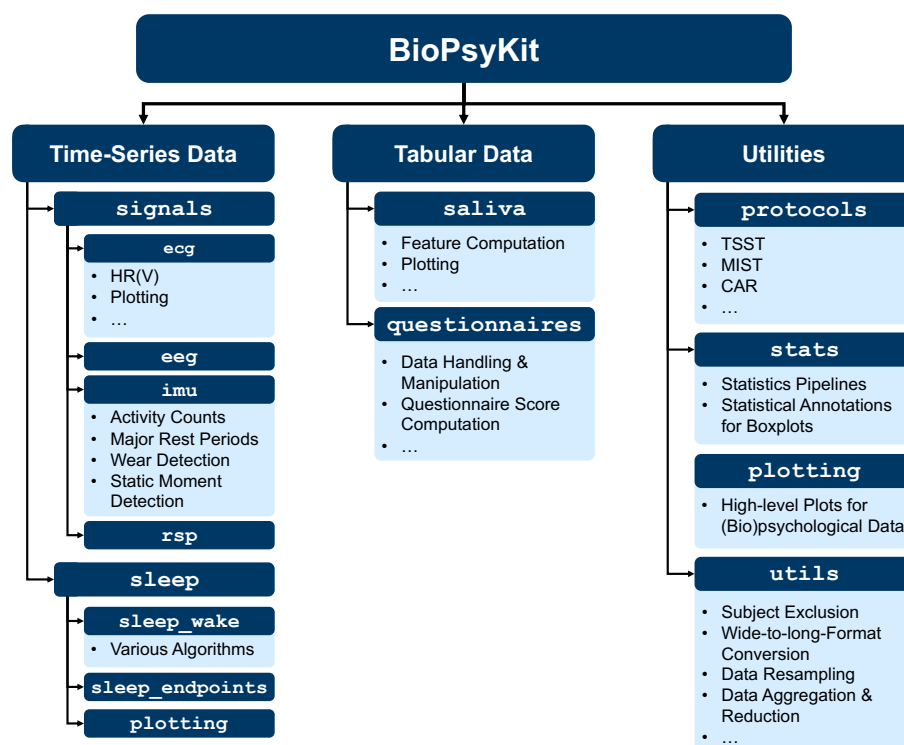 BioPsyKit
Time-Series Data
signals
ecg
• HR(V)
• Plotting
• …
eeg
imu
• Activity Counts
• Major Rest Periods
• Wear Detection
• Static Moment
Detection
rsp
sleep
sleep_wake
• Various Algorithms
sleep_endpoints
plotting
Tabular Data
saliva
• Feature Computation
• Plotting
• …
questionnaires
• Data Handling &
Manipulation
• Questionnaire Score
Computation
• …
Utilities
protocols
• TSST
• MIST
• CAR
• …
stats
• Statistics Pipelines
• Statistical Annotations
for Boxplots
plotting
• High-level Plots for
(Bio)psychological Data
utils
• Subject Exclusion
• Wide-to-long-Format
Conversion
• Data Resampling
• Data Aggregation &
Reduction
• …